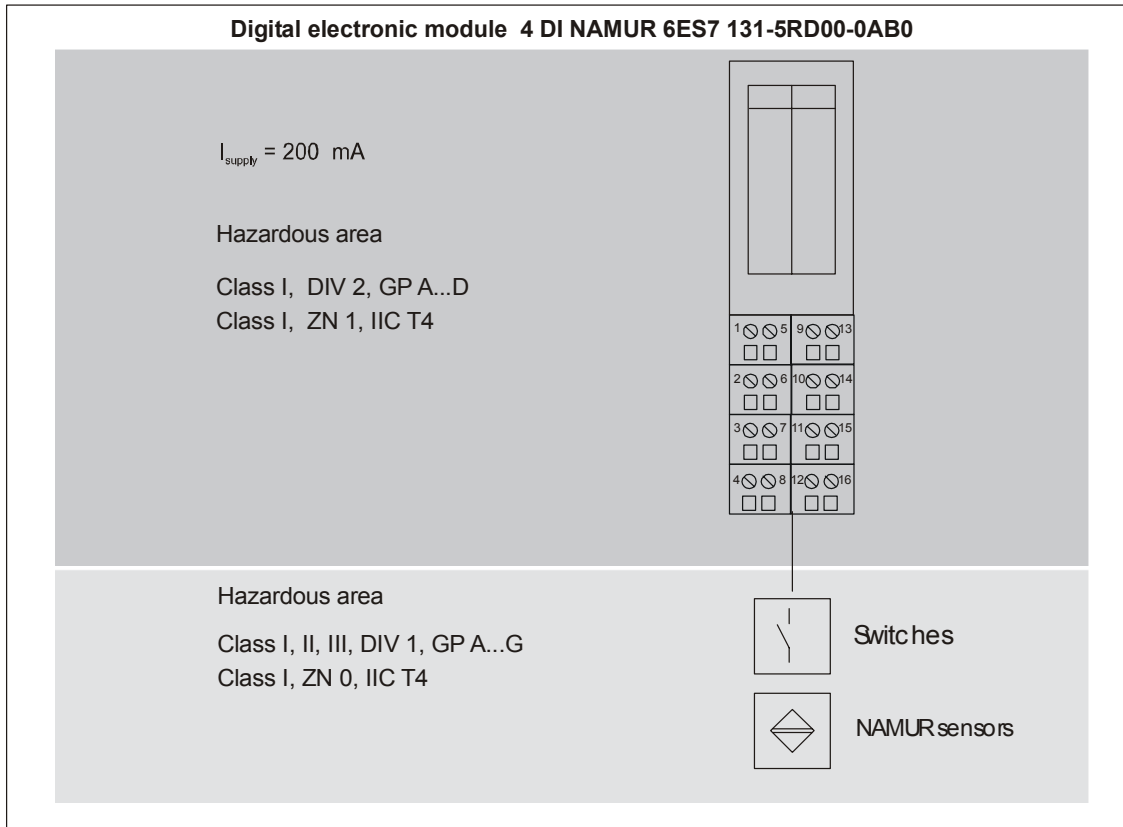 Digital electronic module 4 DI NAMUR 6ES7 131-5RD00-0AB0
Isupply = 200 mA
Hazardous area
Class I, DIV 2, GP A...D
Class I, ZN 1, IIC T4
1 5 9 13
2 6 10 14
3 7 11 15
4 8 12 16
Hazardous area
Class I, II, III, DIV 1, GP A...G
Class I, ZN 0, IIC T4
Switches
NAMUR sensors